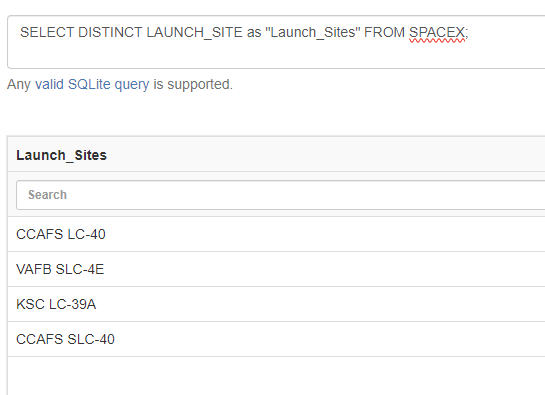 SELECT DISTINCT LAUNCH_SITE as "Launch_Sites" FROM SPACEX;
Any valid SQLite query is supported.
Launch_Sites
Search
CCAFS LC-40
VAFB SLC-4E
KSC LC-39A
CCAFS SLC-40